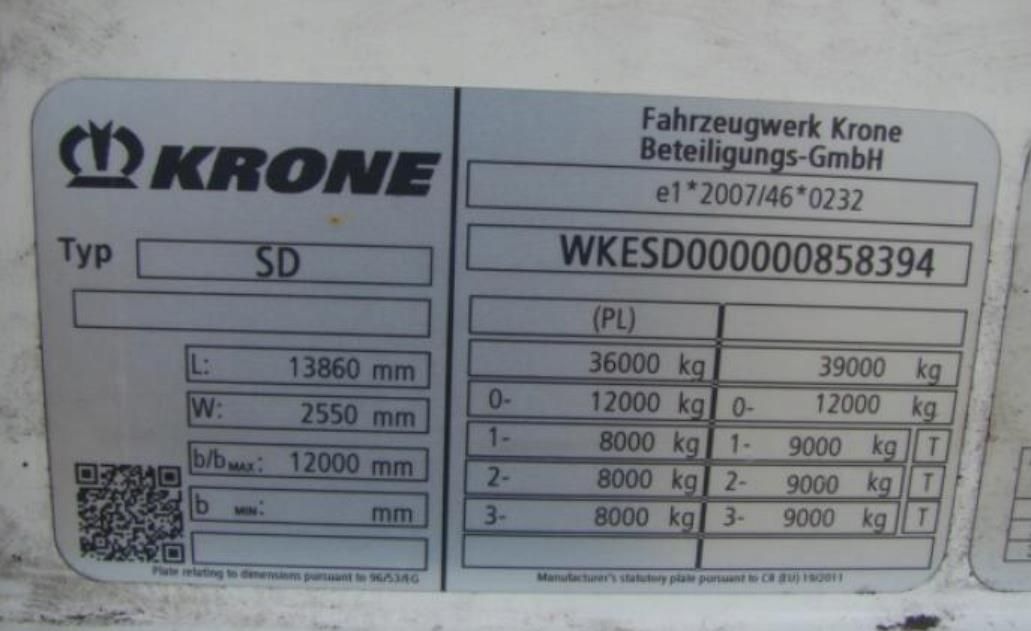 KRONE
Typ SD
L: 13860 mm
W: 2550 mm
b/b MAX: 12000 mm
b MIN: mm
Plate relating to dimensions pursuant to 96/53/EG
Fahrzeugwerk Krone
Beteiligungs-GmbH
e1*2007/46*0232
WKESD000000858394
(PL)
36000 kg 39000 kg
0- 12000 kg 0- 12000 kg
1- 8000 kg 1- 9000 kg T
2- 8000 kg 2- 9000 kg T
3- 8000 kg 3- 9000 kg T
Manufacturer's statutory plate pursuant to CR (EU) 19/2011